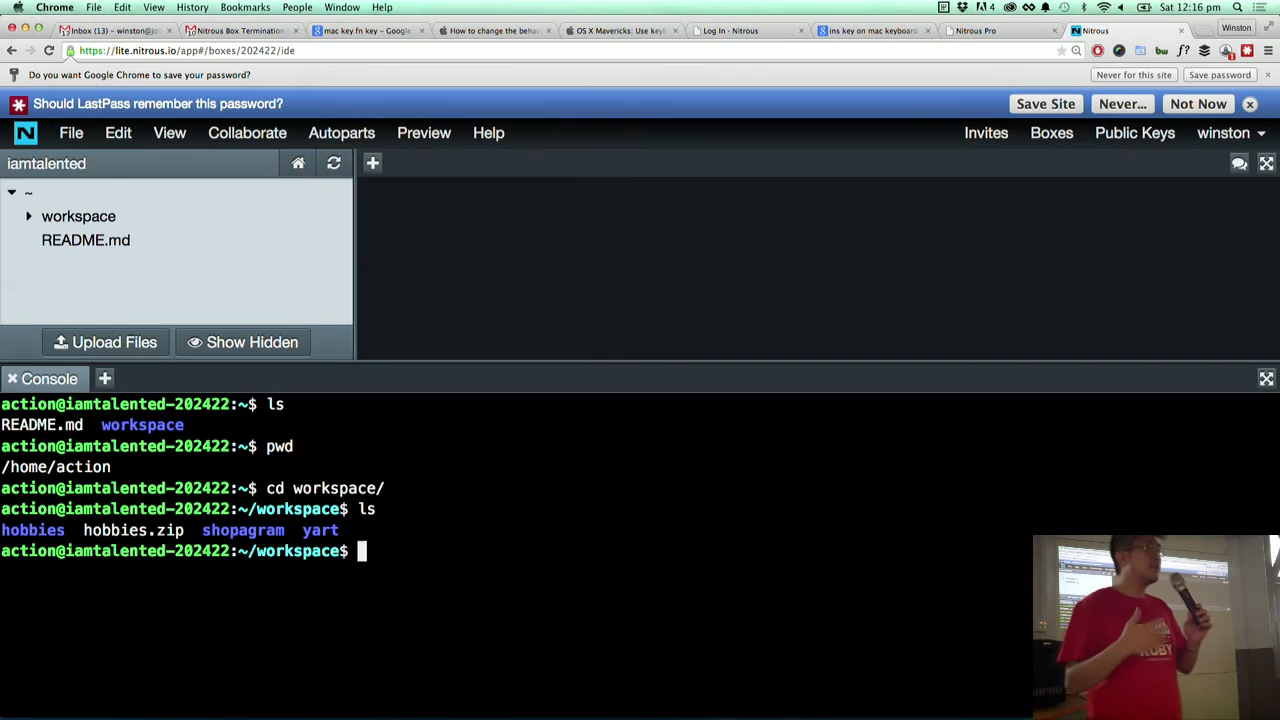 Chrome File Edit View History Bookmarks People Window Help 4 Sat 12:16 pm
Inbox (13) – winston@jol Nitrous Box Termination N mac key fn key – Google How to change the behav OS X Mavericks: Use keyb Log In - Nitrous ins key on mac keyboard Nitrous Pro Nitrous Winston
https://lite.nitrous.io/app#/boxes/202422/ide
Do you want Google Chrome to save your password? Never for this site Save password
Should LastPass remember this password? Save Site Never... Not Now
N File Edit View Collaborate Autoparts Preview Help Invites Boxes Public Keys winston
iamtalented
~
workspace
README.md
Upload Files Show Hidden
Console
action@iamtalented-202422:~$ ls
README.md workspace
action@iamtalented-202422:~$ pwd
/home/action
action@iamtalented-202422:~$ cd workspace/
action@iamtalented-202422:~/workspace$ ls
hobbies hobbies.zip shopagram yart
action@iamtalented-202422:~/workspace$
RUBY